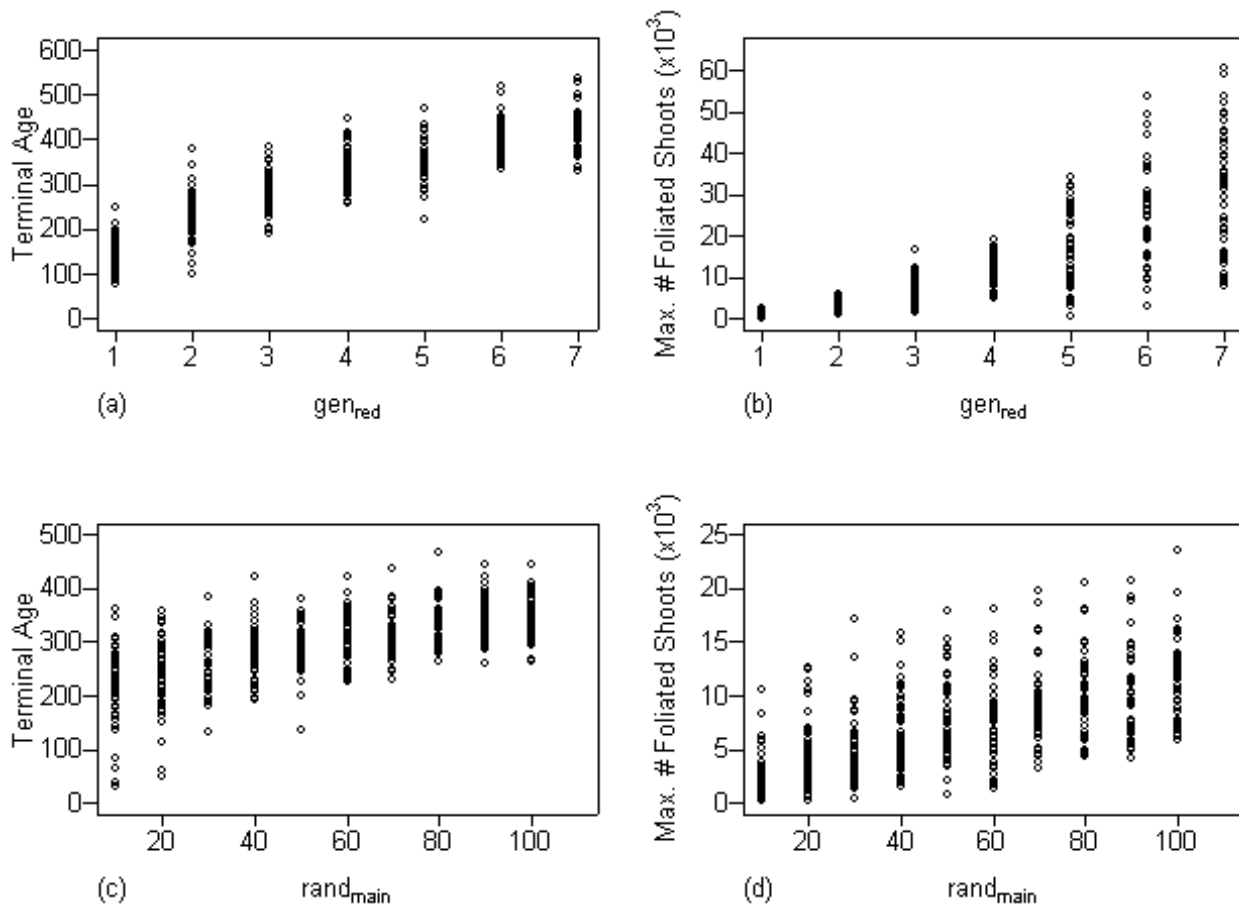 Terminal Age
600
500
400
300
200
100
0
1 2 3 4 5 6 7
(a) gen_red
Max. # Foliated Shoots (x10³)
60
50
40
30
20
10
0
1 2 3 4 5 6 7
(b) gen_red
Terminal Age
500
400
300
200
100
0
20 40 60 80 100
(c) rand_main
Max. # Foliated Shoots (x10³)
25
20
15
10
5
0
20 40 60 80 100
(d) rand_main